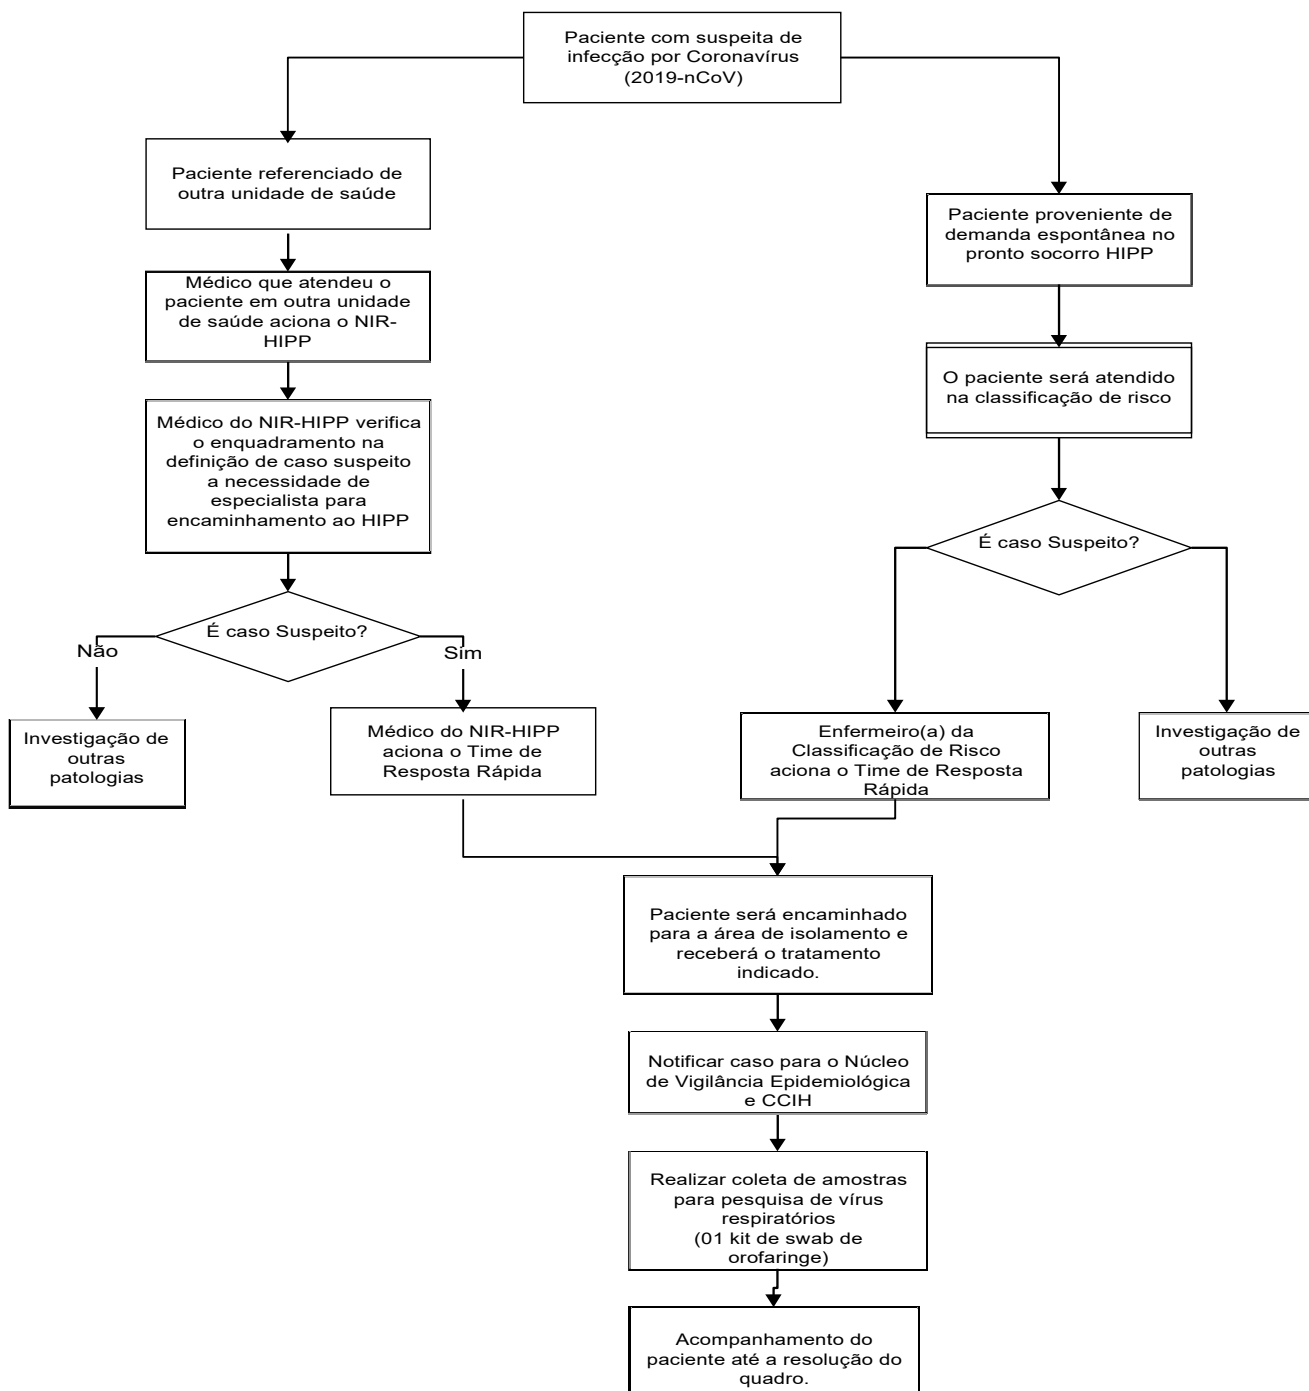 Paciente com suspeita de
infecção por Coronavírus
(2019-nCoV)
Paciente referenciado de
outra unidade de saúde
Médico que atendeu o
paciente em outra unidade
de saúde aciona o NIR-
HIPP
Médico do NIR-HIPP verifica
o enquadramento na
definição de caso suspeito
a necessidade de
especialista para
encaminhamento ao HIPP
É caso Suspeito?
Não
Sim
Investigação de
outras
patologias
Médico do NIR-HIPP
aciona o Time de
Resposta Rápida
Paciente proveniente de
demanda espontânea no
pronto socorro HIPP
O paciente será atendido
na classificação de risco
É caso Suspeito?
Enfermeiro(a) da
Classificação de Risco
aciona o Time de Resposta
Rápida
Investigação de
outras
patologias
Paciente será encaminhado
para a área de isolamento e
receberá o tratamento
indicado.
Notificar caso para o Núcleo
de Vigilância Epidemiológica
e CCIH
Realizar coleta de amostras
para pesquisa de vírus
respiratórios
(01 kit de swab de
orofaringe)
Acompanhamento do
paciente até a resolução do
quadro.